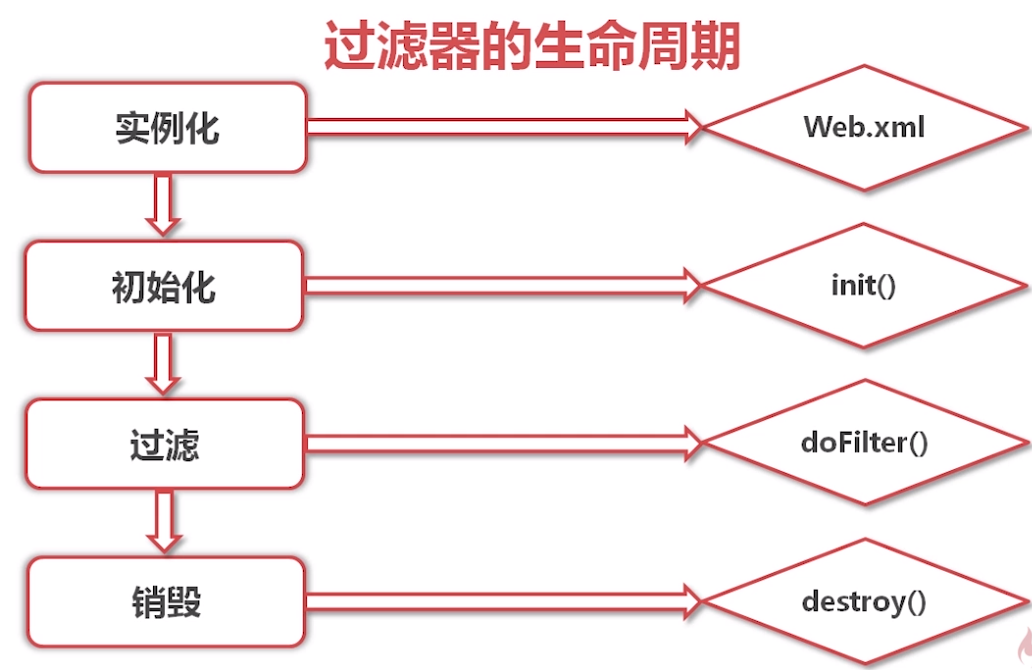 过滤器的生命周期
实例化
Web.xml
初始化
init()
过滤
doFilter()
销毁
destroy()